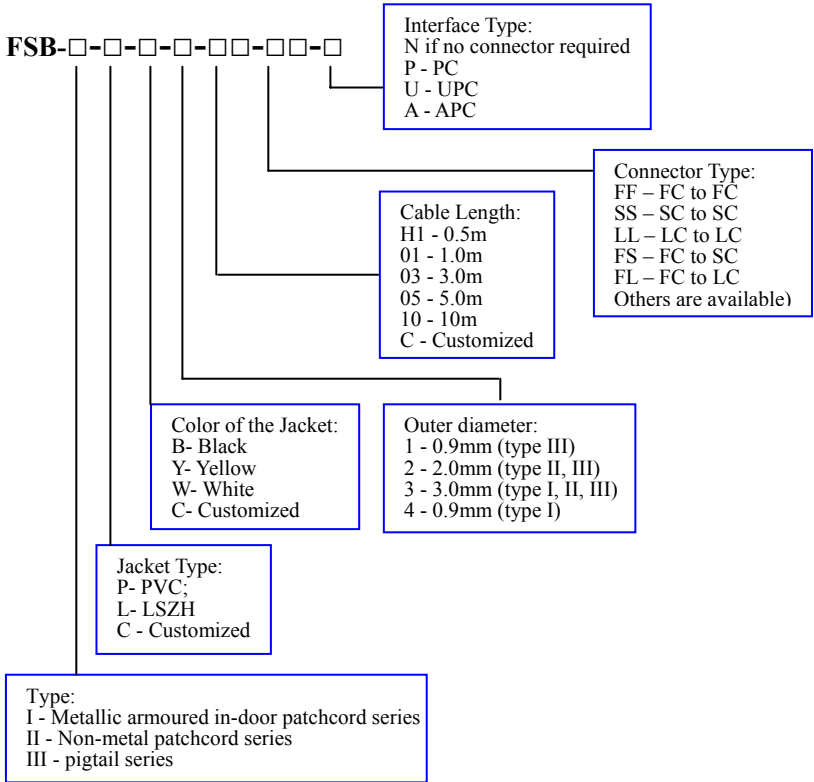 FSB-□-□-□-□-□□-□□-□
Interface Type:
N if no connector required
P - PC
U - UPC
A - APC
Connector Type:
FF – FC to FC
SS – SC to SC
LL – LC to LC
FS – FC to SC
FL – FC to LC
Others are available)
Cable Length:
H1 - 0.5m
01 - 1.0m
03 - 3.0m
05 - 5.0m
10 - 10m
C - Customized
Color of the Jacket:
B- Black
Y- Yellow
W- White
C- Customized
Outer diameter:
1 - 0.9mm (type III)
2 - 2.0mm (type II, III)
3 - 3.0mm (type I, II, III)
4 - 0.9mm (type I)
Jacket Type:
P- PVC;
L- LSZH
C - Customized
Type:
I - Metallic armoured in-door patchcord series
II - Non-metal patchcord series
III - pigtail series